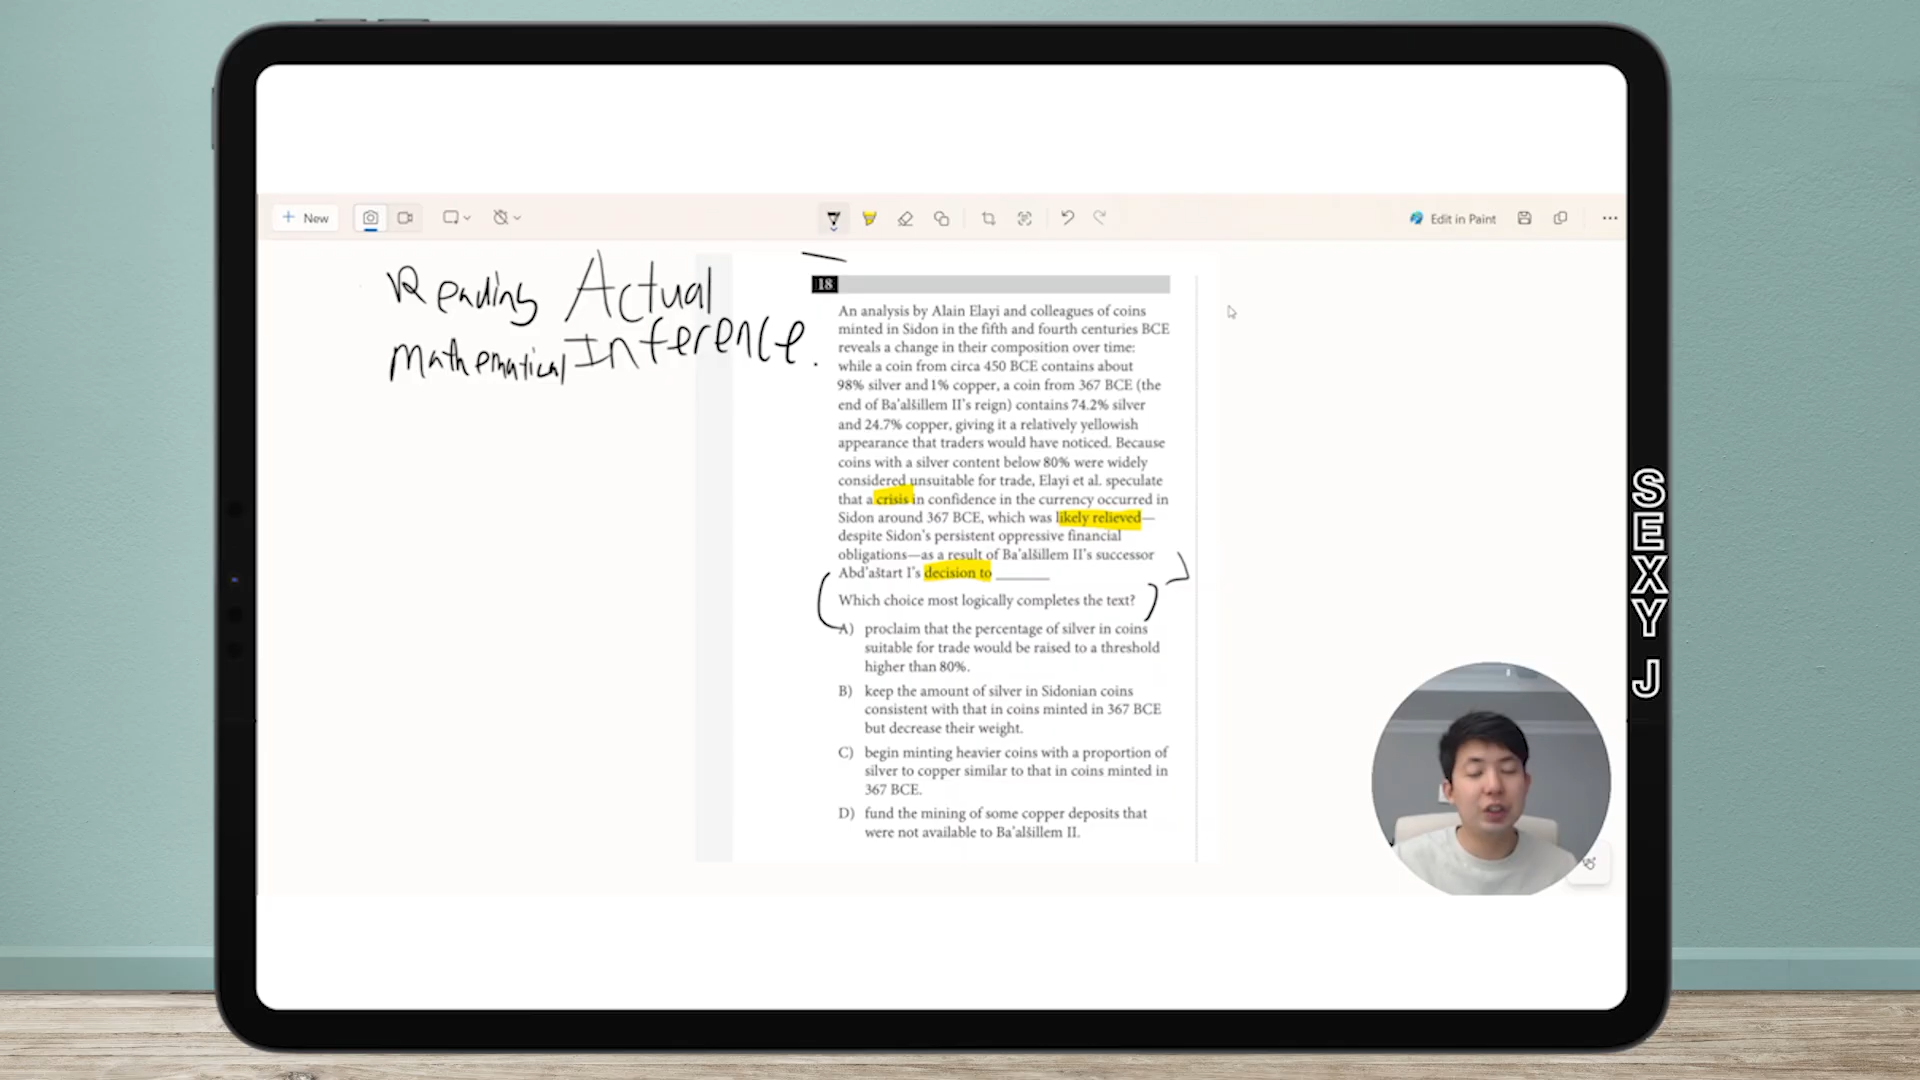 New
Edit in Paint
Reading Actual
Mathematical Inference.
18
An analysis by Alain Elayi and colleagues of coins
minted in Sidon in the fifth and fourth centuries BCE
reveals a change in their composition over time:
while a coin from circa 450 BCE contains about
98% silver and 1% copper, a coin from 367 BCE (the
end of Ba'alšillem II's reign) contains 74.2% silver
and 24.7% copper, giving it a relatively yellowish
appearance that traders would have noticed. Because
coins with a silver content below 80% were widely
considered unsuitable for trade, Elayi et al. speculate
that a crisis in confidence in the currency occurred in
Sidon around 367 BCE, which was likely relieved—
despite Sidon's persistent oppressive financial
obligations—as a result of Ba'alšillem II's successor
Abd'aštart I's decision to ______
Which choice most logically completes the text?
A) proclaim that the percentage of silver in coins
suitable for trade would be raised to a threshold
higher than 80%.
B) keep the amount of silver in Sidonian coins
consistent with that in coins minted in 367 BCE
but decrease their weight.
C) begin minting heavier coins with a proportion of
silver to copper similar to that in coins minted in
367 BCE.
D) fund the mining of some copper deposits that
were not available to Ba'alšillem II.
SEXY J